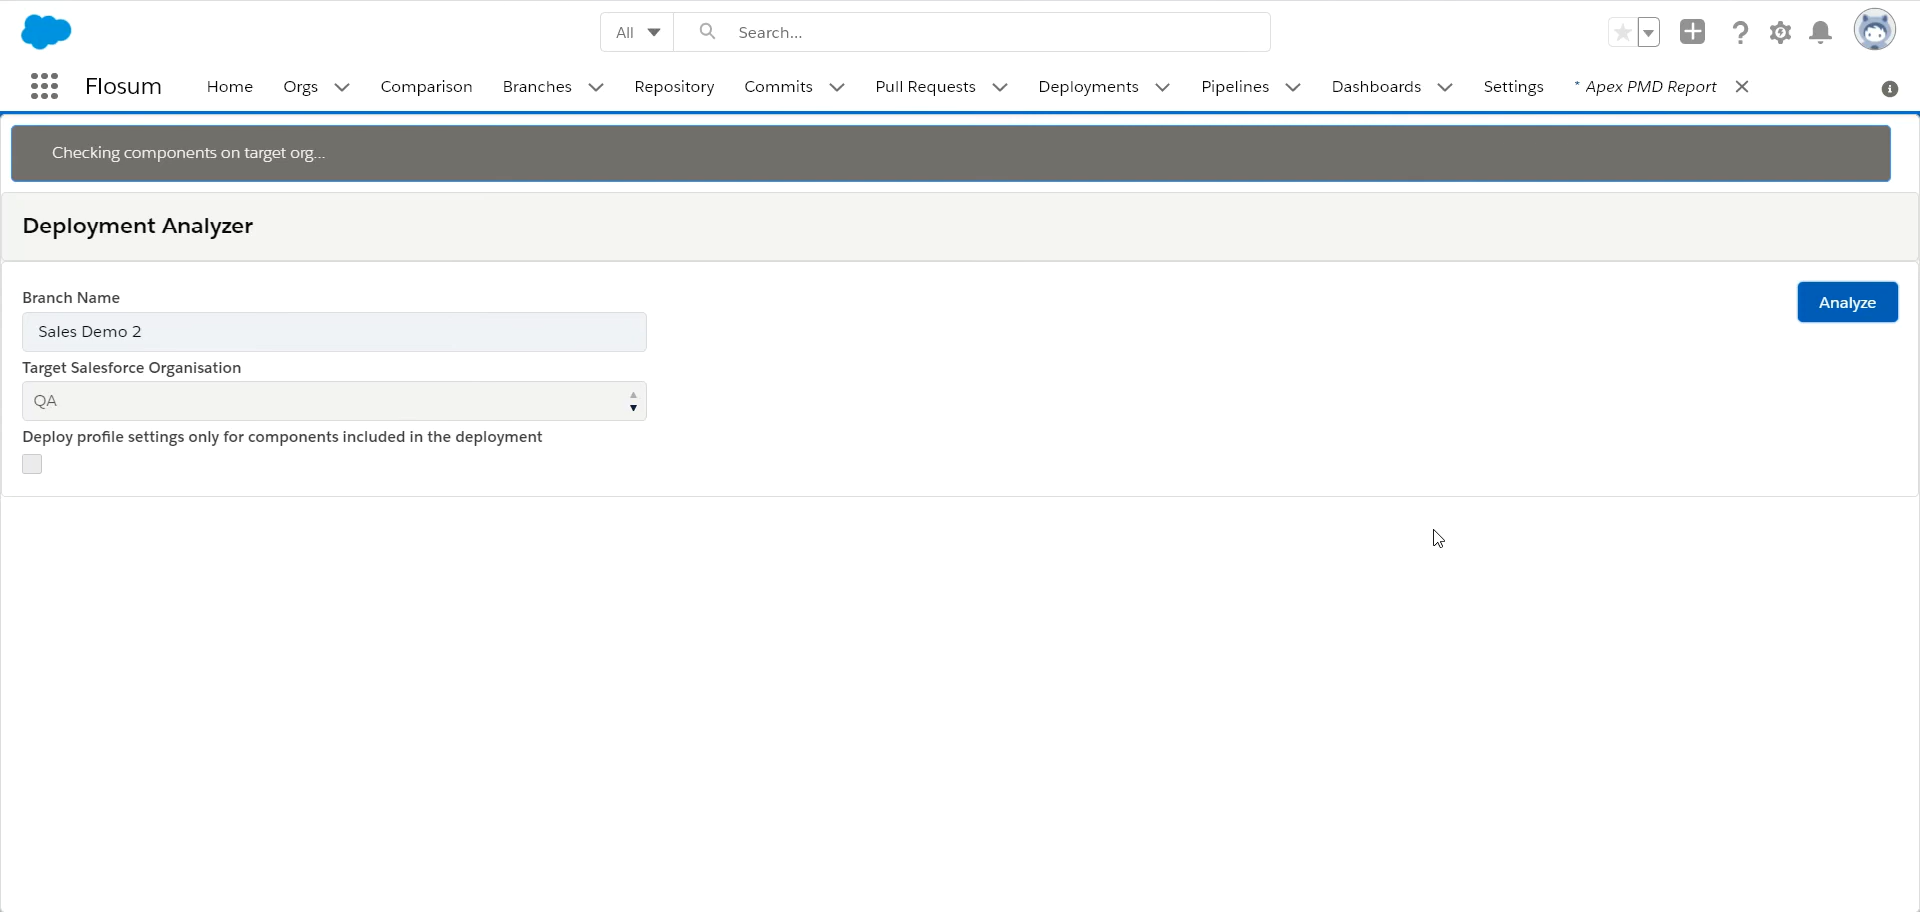 All
Search...
Flosum
Home
Orgs
Comparison
Branches
Repository
Commits
Pull Requests
Deployments
Pipelines
Dashboards
Settings
* Apex PMD Report
Checking components on target org...
Deployment Analyzer
Branch Name
Analyze
Sales Demo 2
Target Salesforce Organisation
QA
Deploy profile settings only for components included in the deployment